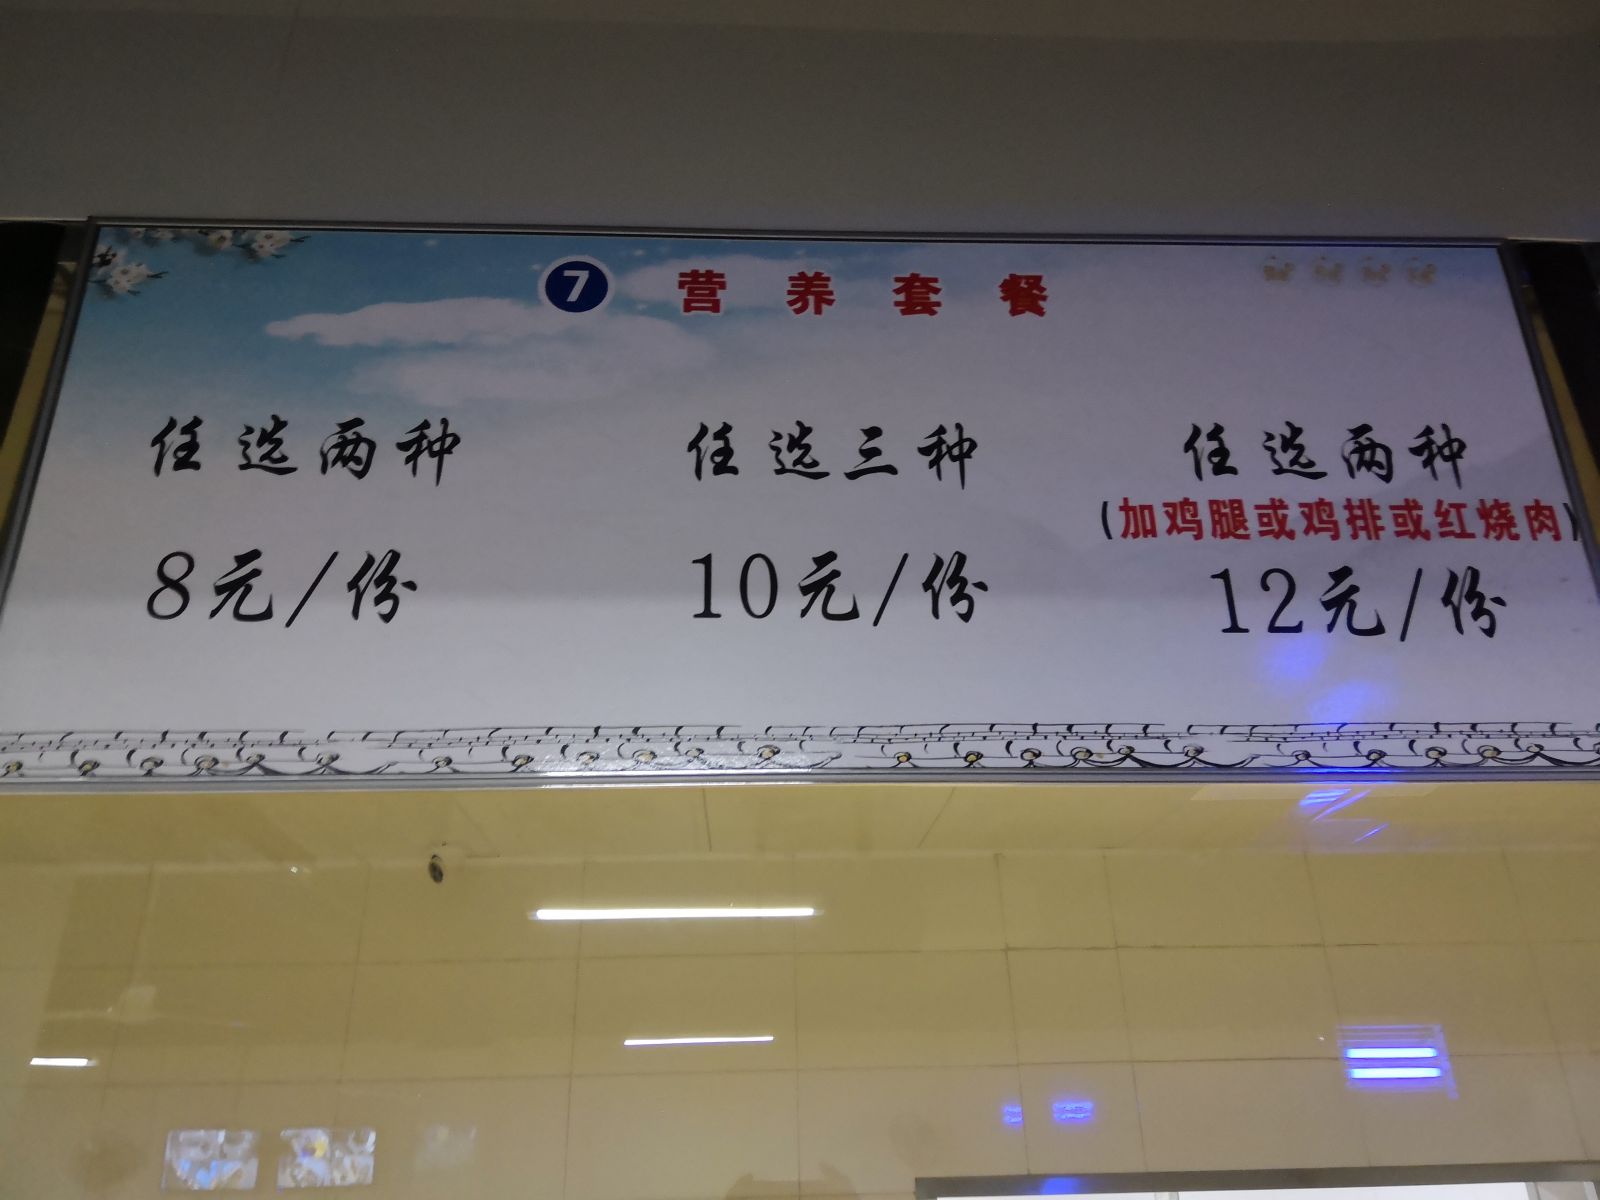 7 营养套餐
任选两种
8元/份
任选三种
10元/份
任选两种
(加鸡腿或鸡排或红烧肉)
12元/份